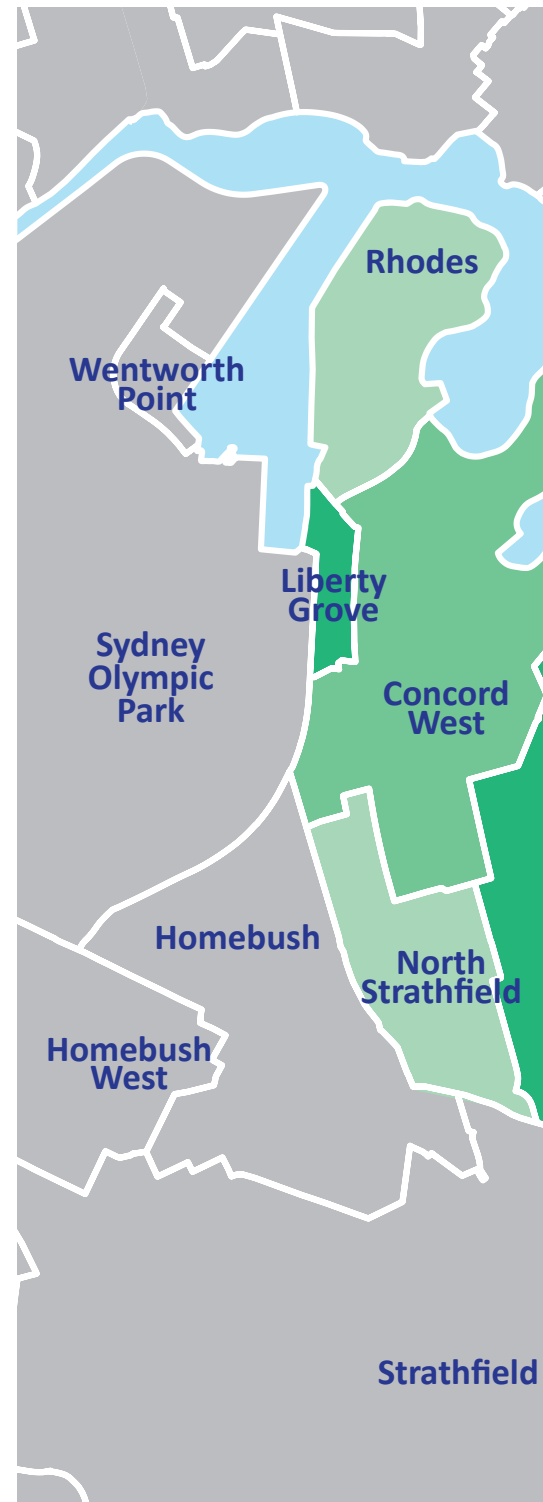 Rhodes
Wentworth
Point
Liberty
Grove
Sydney
Olympic
Park
Concord
West
Homebush
North
Strathfield
Homebush
West
Strathfield